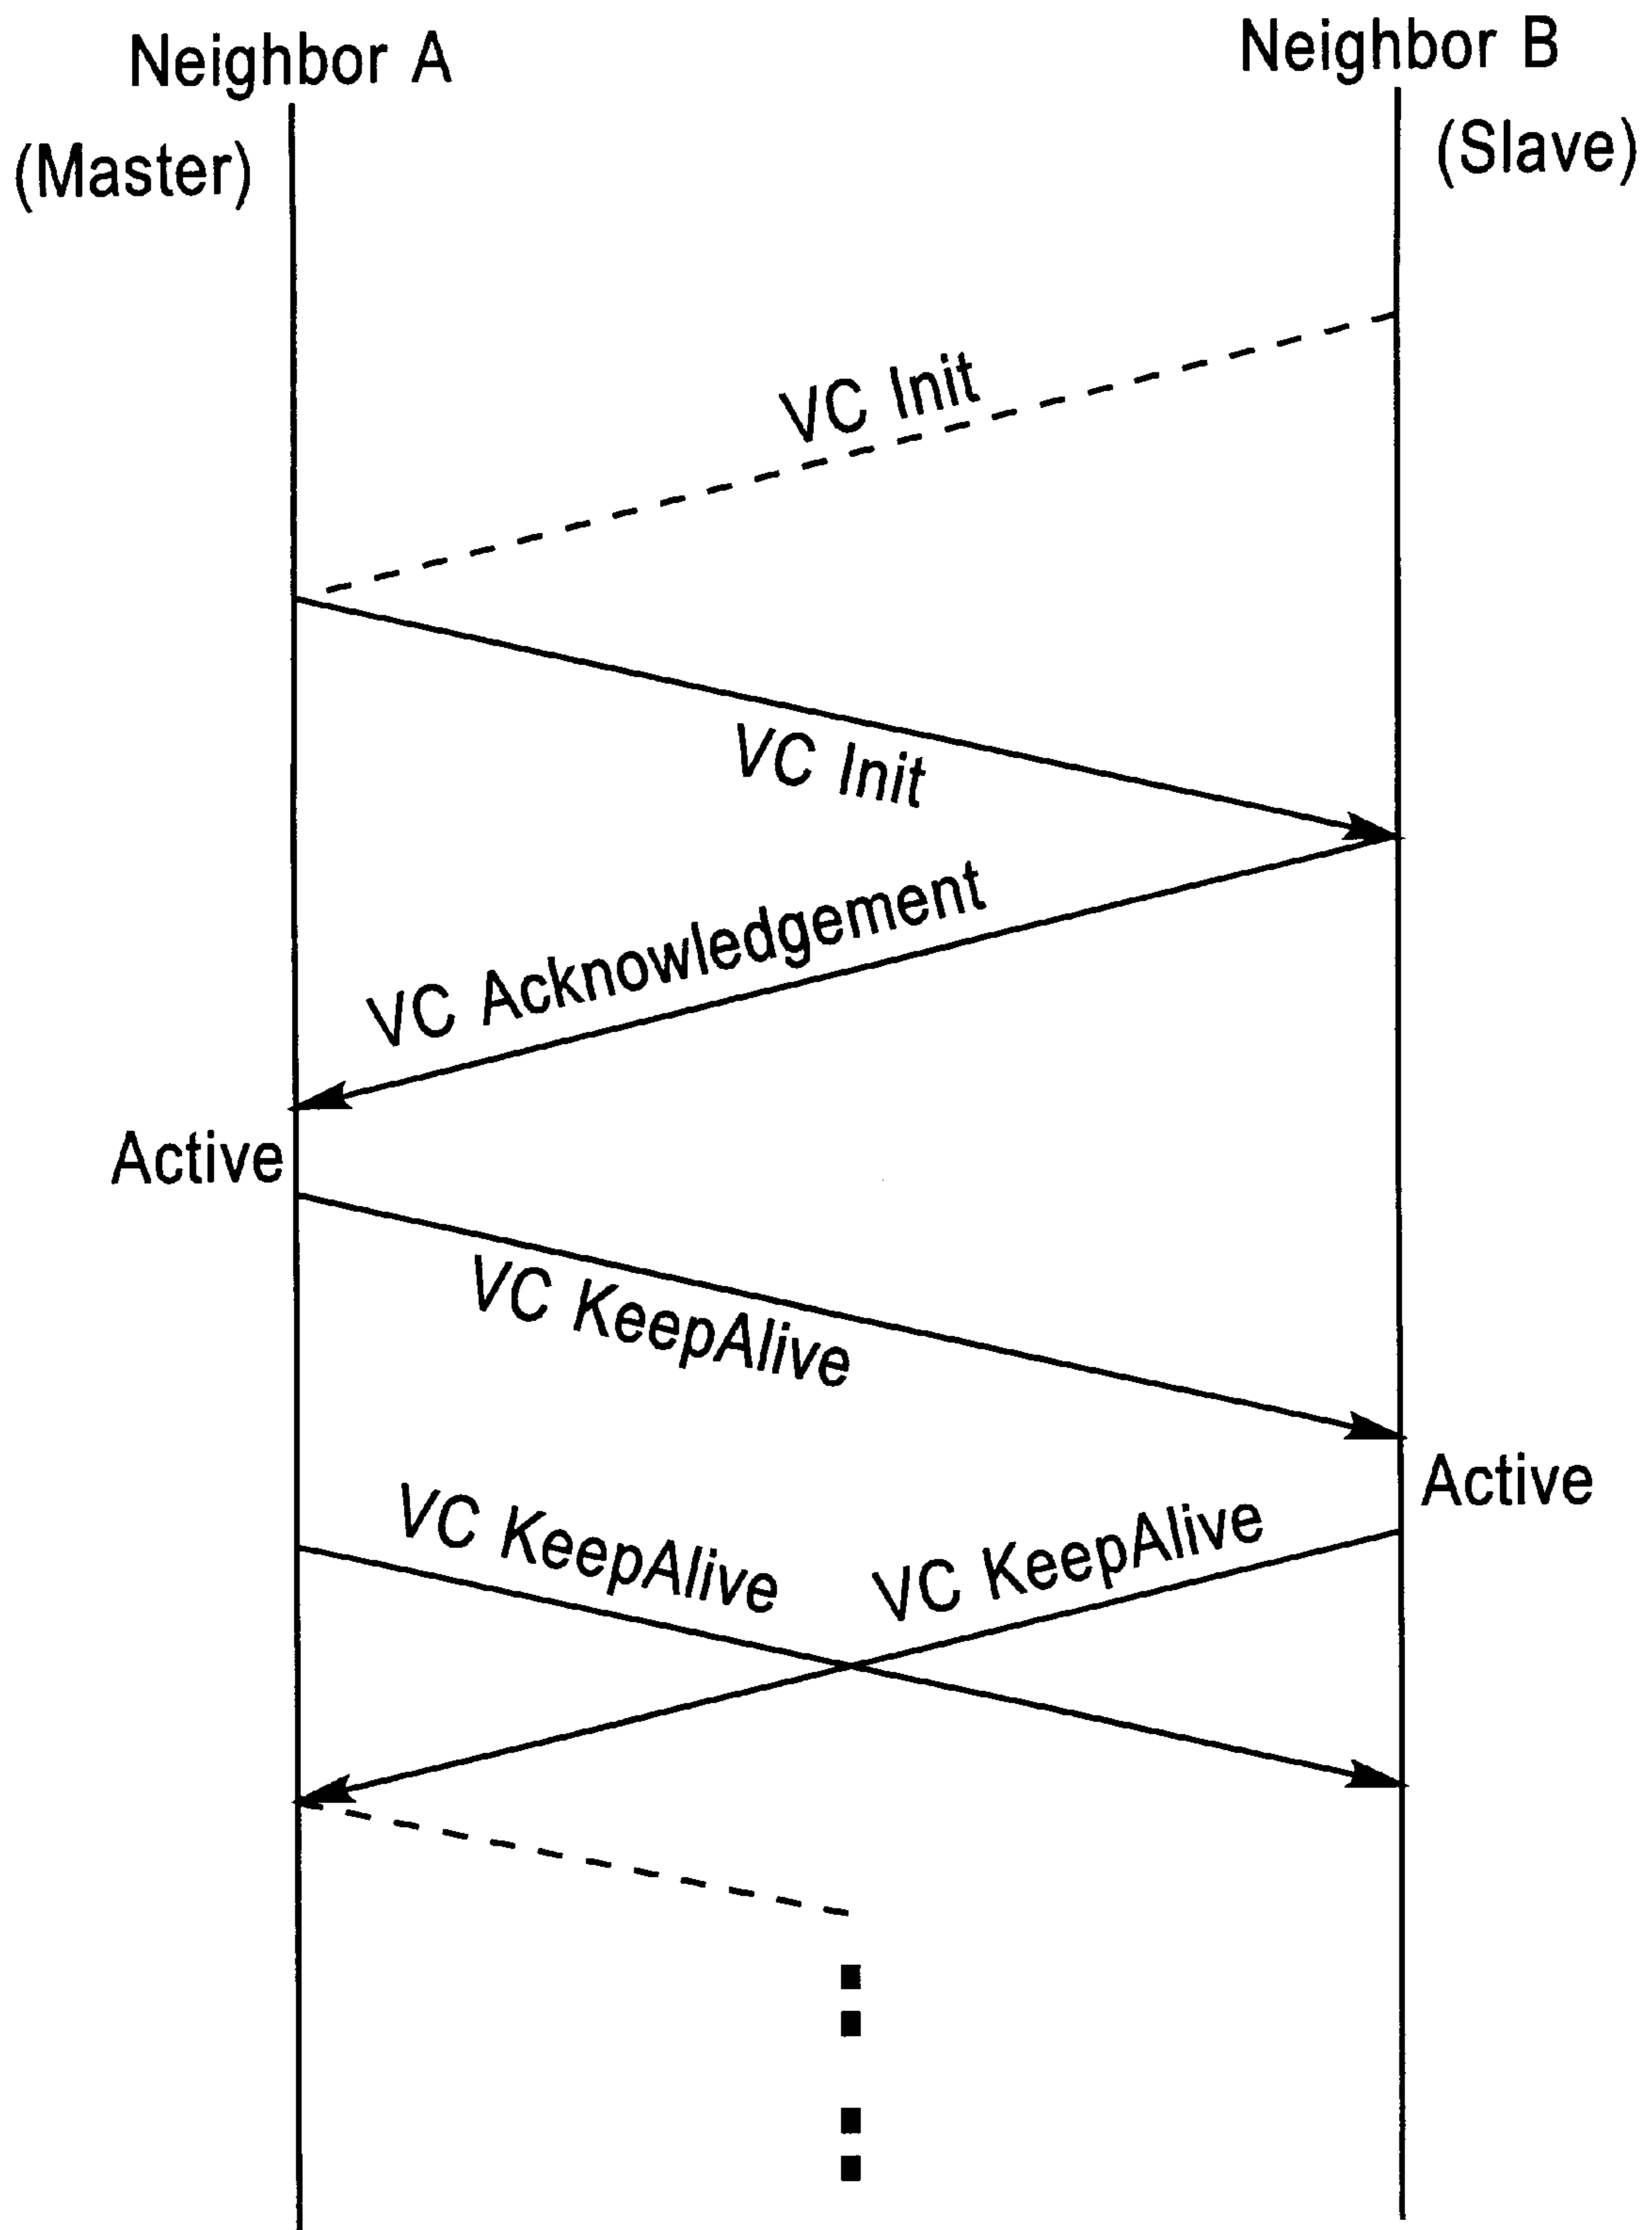 Neighbor A
Neighbor B
(Master)
(Slave)
VC Init
VC Init
VC Acknowledgement
Active
VC KeepAlive
Active
VC KeepAlive
VC KeepAlive